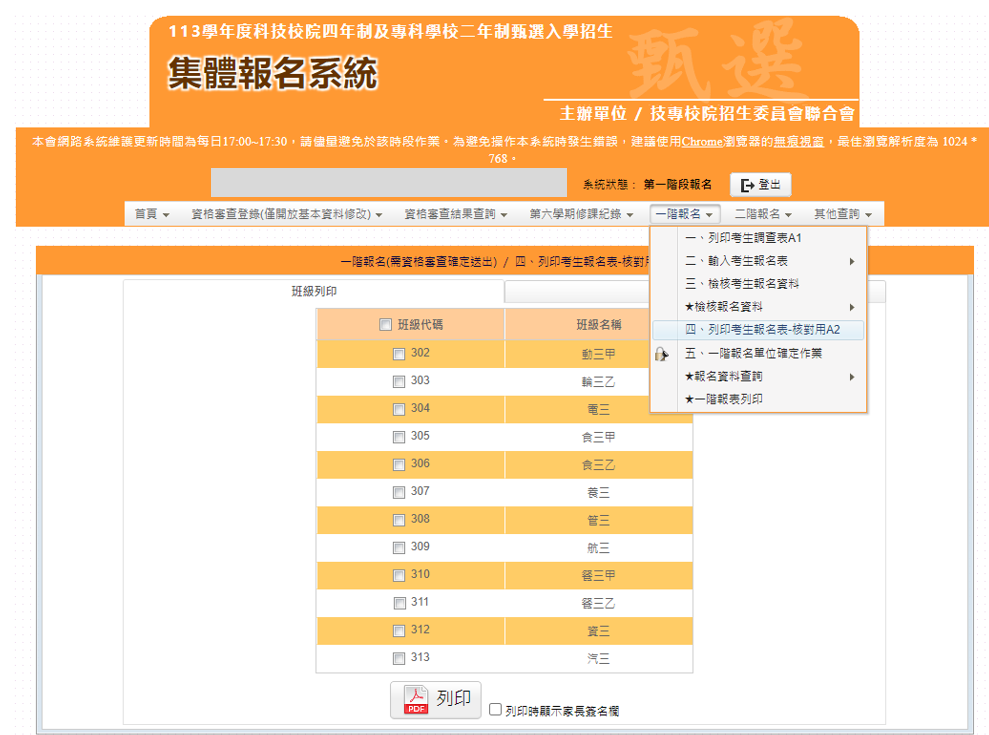 113學年度科技校院四年制及專科學校二年制甄選入學招生
甄選
集體報名系統
主辦單位 / 技專校院招生委員會聯合會
本會網路系統維護更新時間為每日17:00~17:30，請儘量避免於該時段作業。為避免操作本系統時發生錯誤，建議使用Chrome瀏覽器的無痕視窗，最佳瀏覽解析度為 1024 *
768。
系統狀態： 第一階段報名 登出
首頁 資格審查登錄(僅開放基本資料修改) 資格審查結果查詢 第六學期修課紀錄 一階報名 二階報名 其他查詢
一、列印考生調查表A1
二、輸入考生報名表
三、檢核考生報名資料
★檢核報名資料
四、列印考生報名表-核對用A2
五、一階報名單位確定作業
★報名資料查詢
★一階報表列印
一階報名(需資格審查確定送出) / 四、列印考生報名表-核對
班級列印
班級代碼 班級名稱
302 動三甲
303 輪三乙
304 電三
305 食三甲
306 食三乙
307 養三
308 管三
309 航三
310 餐三甲
311 餐三乙
312 資三
313 汽三
PDF 列印 列印時顯示家長簽名欄